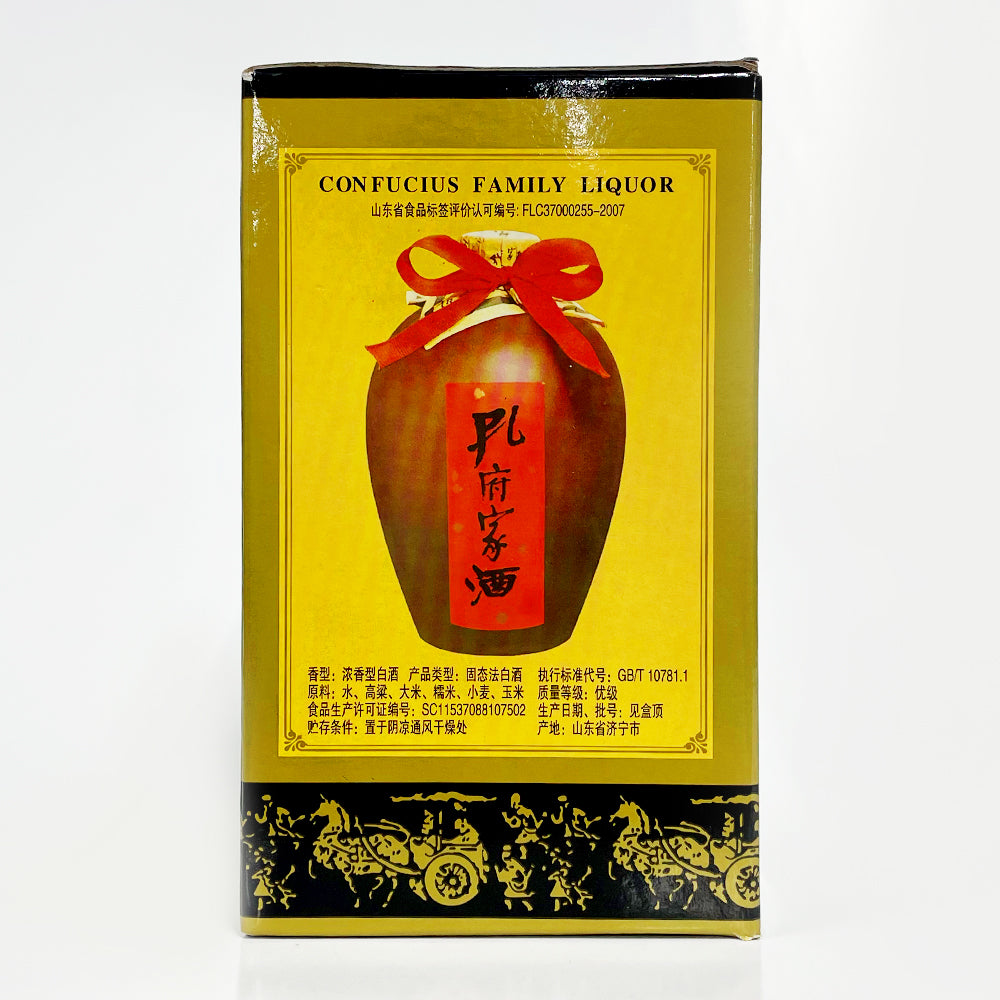 CONFUCIUS FAMILY LIQUOR
山东省食品标签评价认可编号: FLC37000255-2007
孔府家酒
香型：浓香型白酒 产品类型：固态法白酒 执行标准代号：GB/T 10781.1
原料：水、高粱、大米、糯米、小麦、玉米 质量等级：优级
食品生产许可证编号：SC11537088107502 生产日期、批号：见盒顶
贮存条件：置于阴凉通风干燥处 产地：山东省济宁市